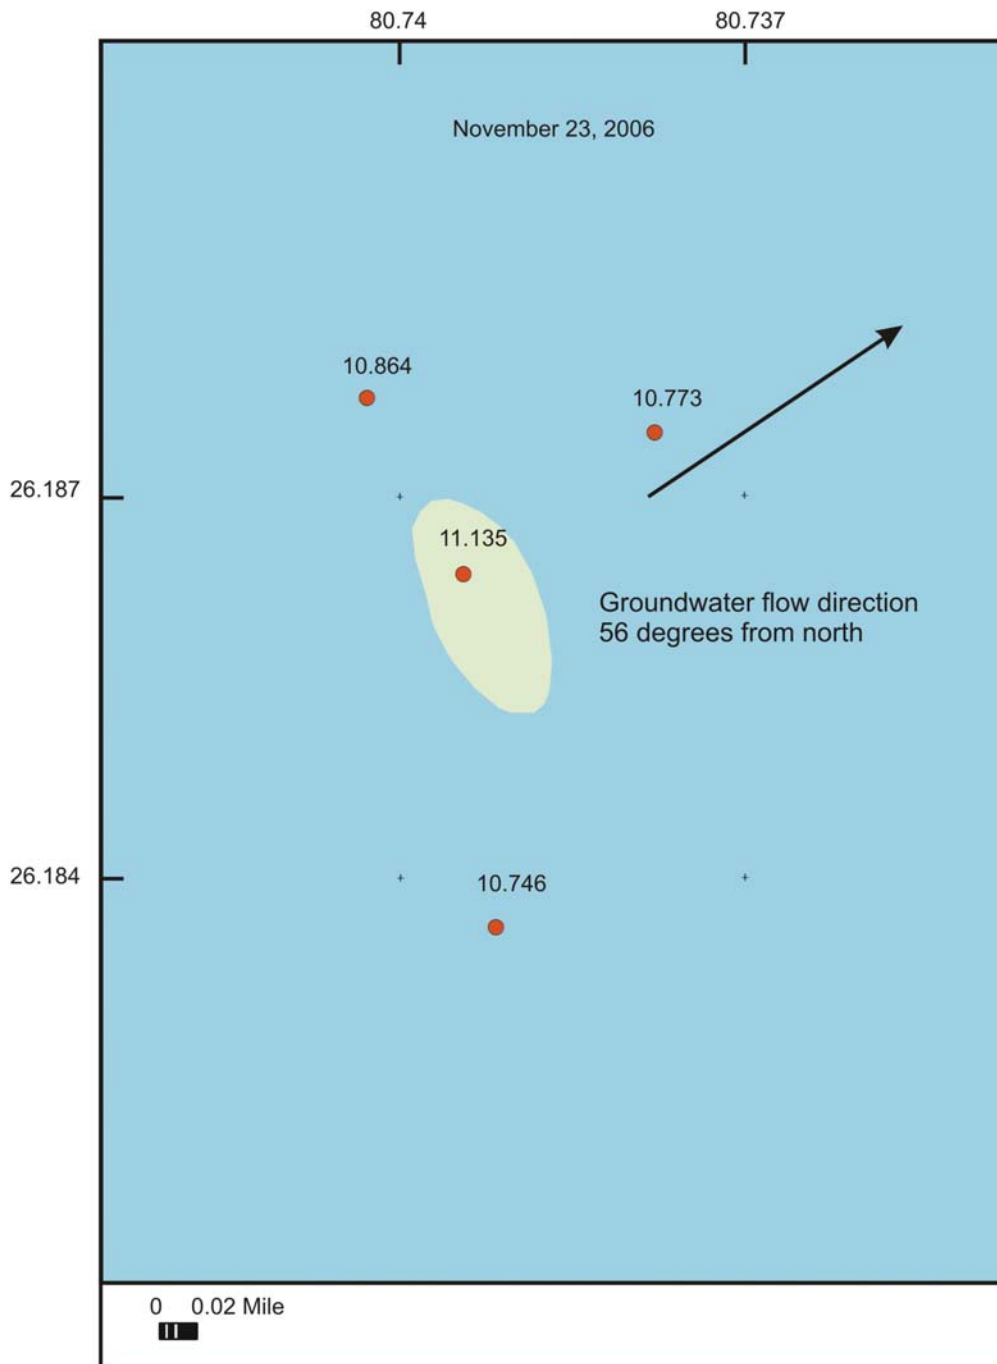 80.74 80.737
November 23, 2006
10.864
10.773
26.187
11.135
Groundwater flow direction
56 degrees from north
26.184
10.746
0 0.02 Mile